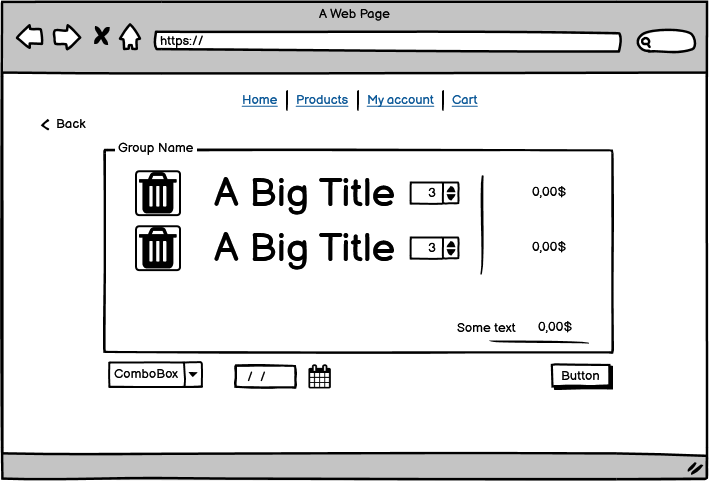 A Web Page
https://
Home Products My account Cart
Back
Group Name
A Big Title 3 0,00$
A Big Title 3 0,00$
Some text 0,00$
ComboBox / / Button